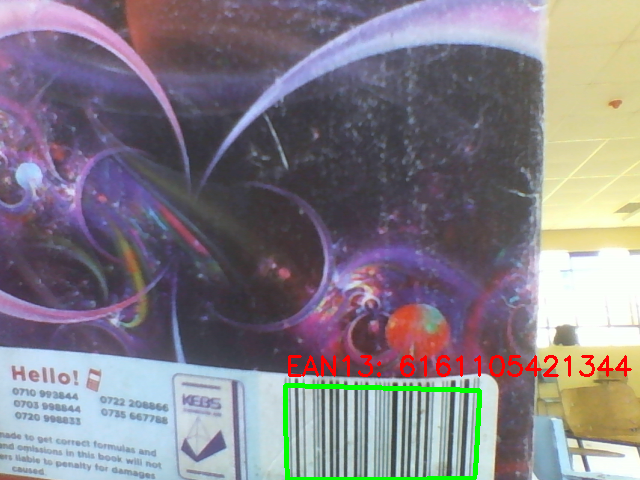 EAN13: 6161105421344
Hello!
0710 993844
0703 998844
0720 998833
0722 208866
0735 667788
KEBS
made to get correct formulas and
and omissions in this book will not
ers liable to penalty for damages
caused.